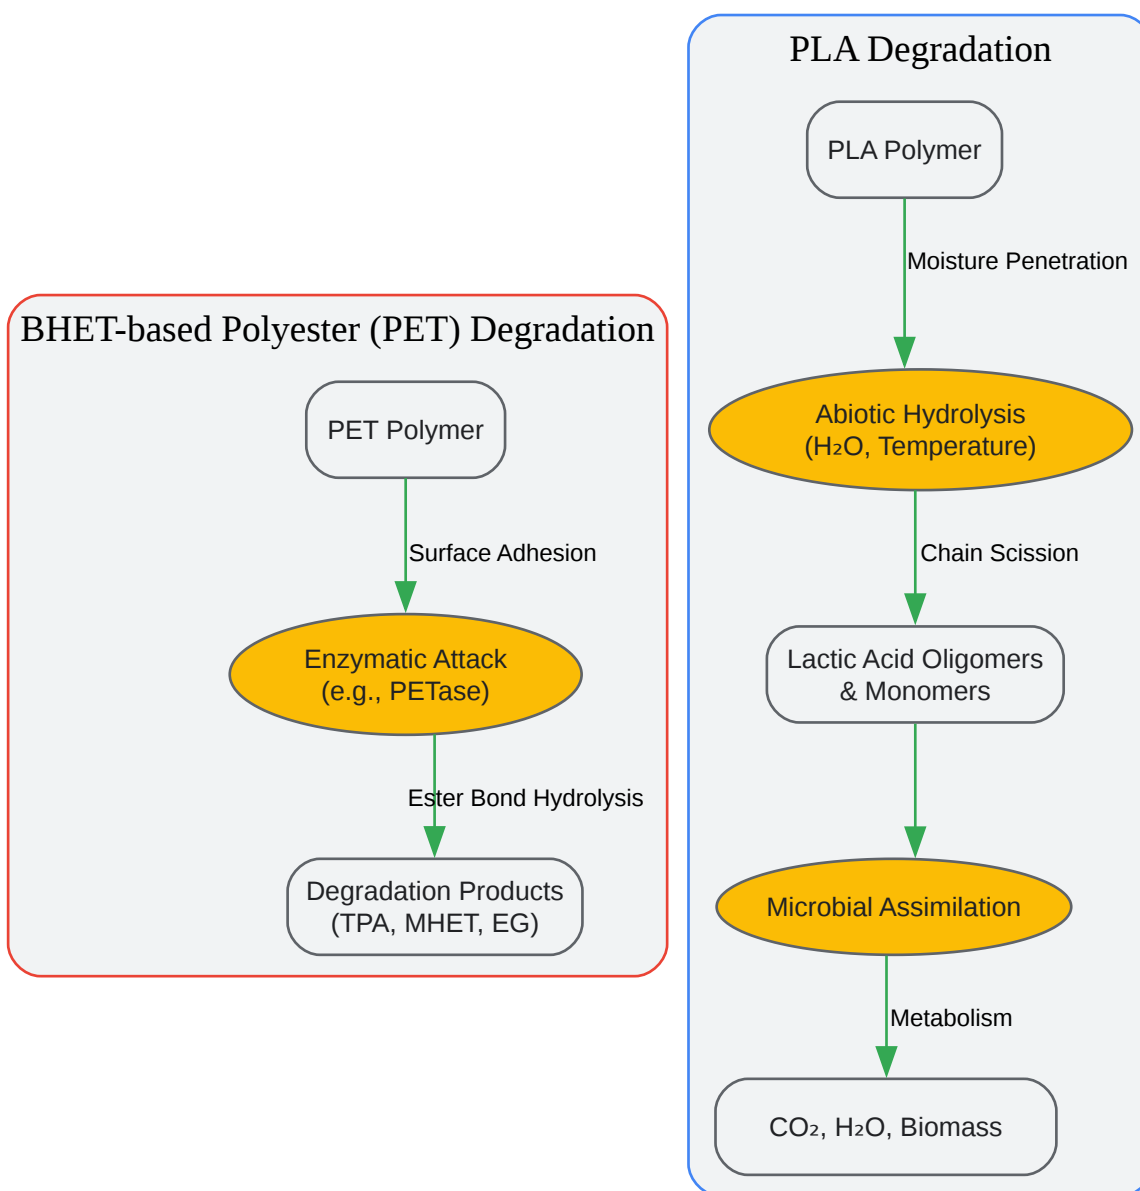 BHET-based Polyester (PET) Degradation
PET Polymer
Surface Adhesion
Enzymatic Attack
(e.g., PETase)
Ester Bond Hydrolysis
Degradation Products
(TPA, MHET, EG)
PLA Degradation
PLA Polymer
Moisture Penetration
Abiotic Hydrolysis
(H₂O, Temperature)
Chain Scission
Lactic Acid Oligomers
& Monomers
Microbial Assimilation
Metabolism
CO₂, H₂O, Biomass